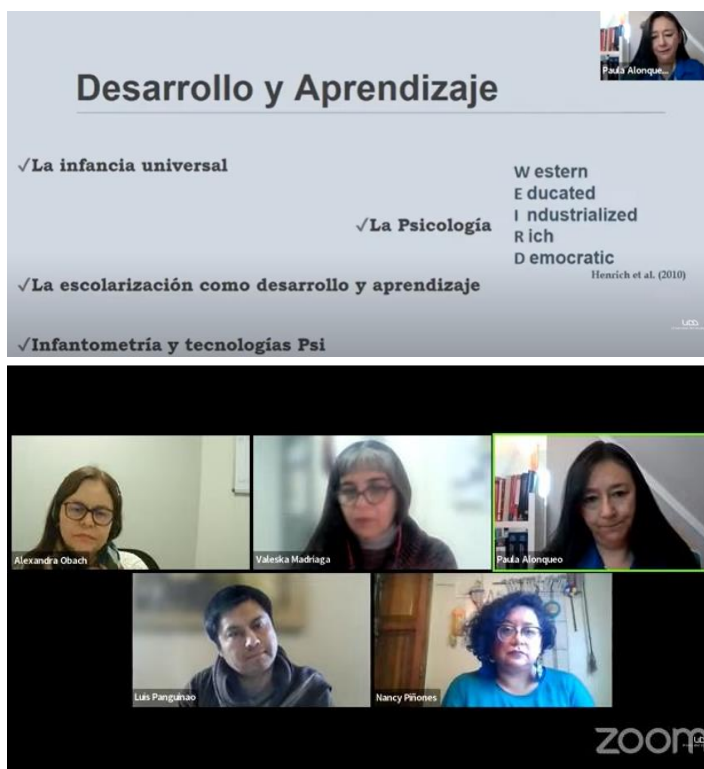 Paula Alonque...
Desarrollo y Aprendizaje
✓La infancia universal
W estern
E ducated
I ndustrialized
R ich
D emocratic
✓La Psicología
Henrich et al. (2010)
✓La escolarización como desarrollo y aprendizaje
✓Infantometría y tecnologías Psi
Alexandra Obach
Valeska Madriaga
Paula Alonqueo
Luis Panguinao
Nancy Piñones
zoom